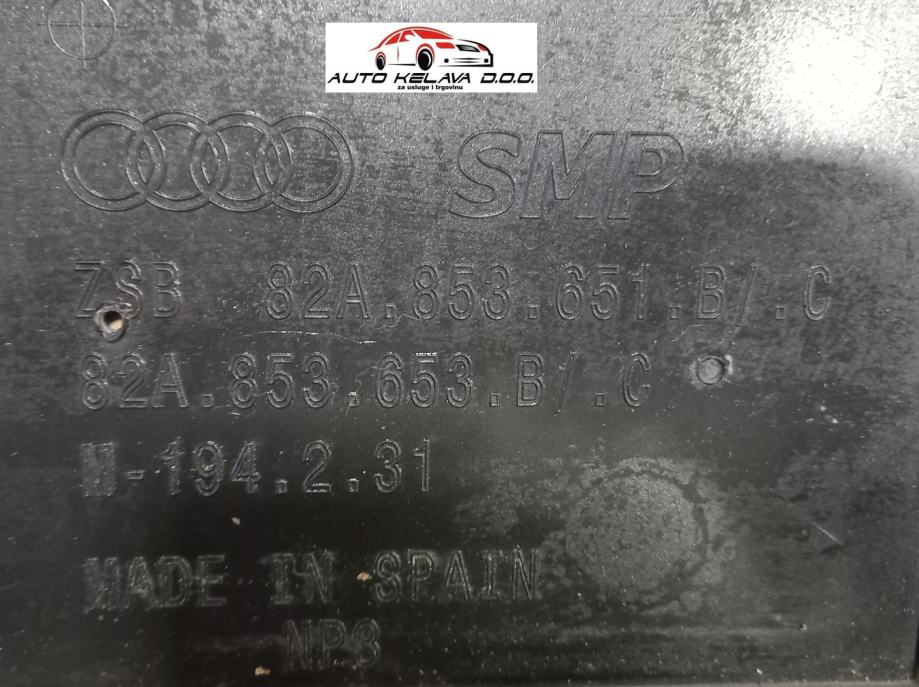 AUTO KELAVA D.O.O.
za usluge i trgovinu
SMP
ZSB 82A.853.651.B/.C
82A.853.653.B/.C
M-194.2.31
MADE IN SPAIN
NP8